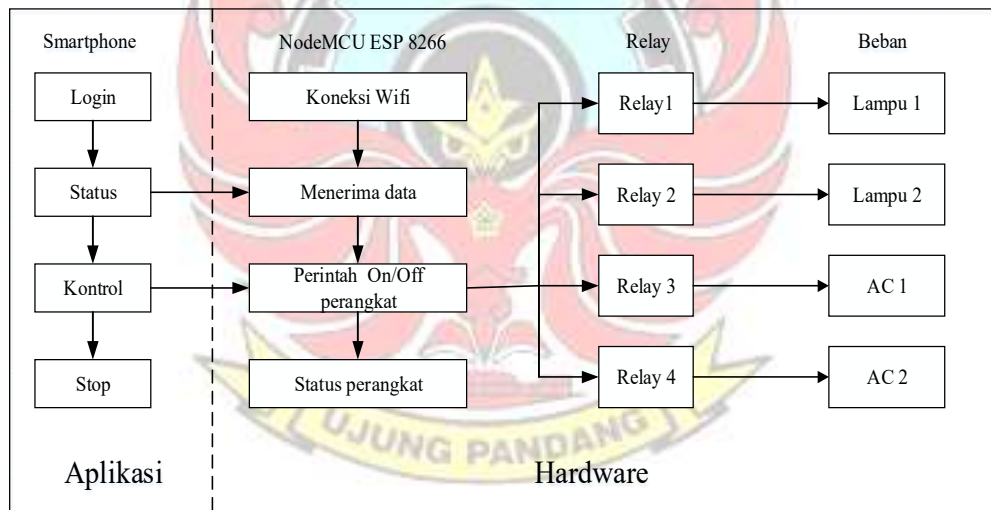 Smartphone
NodeMCU ESP 8266
Relay
Beban
Login
Koneksi Wifi
Relay1
Lampu 1
Status
Menerima data
Relay 2
Lampu 2
Kontrol
Perintah On/Off
perangkat
Relay 3
AC 1
Stop
Status perangkat
Relay 4
AC 2
UJUNG PANDANG
Aplikasi
Hardware